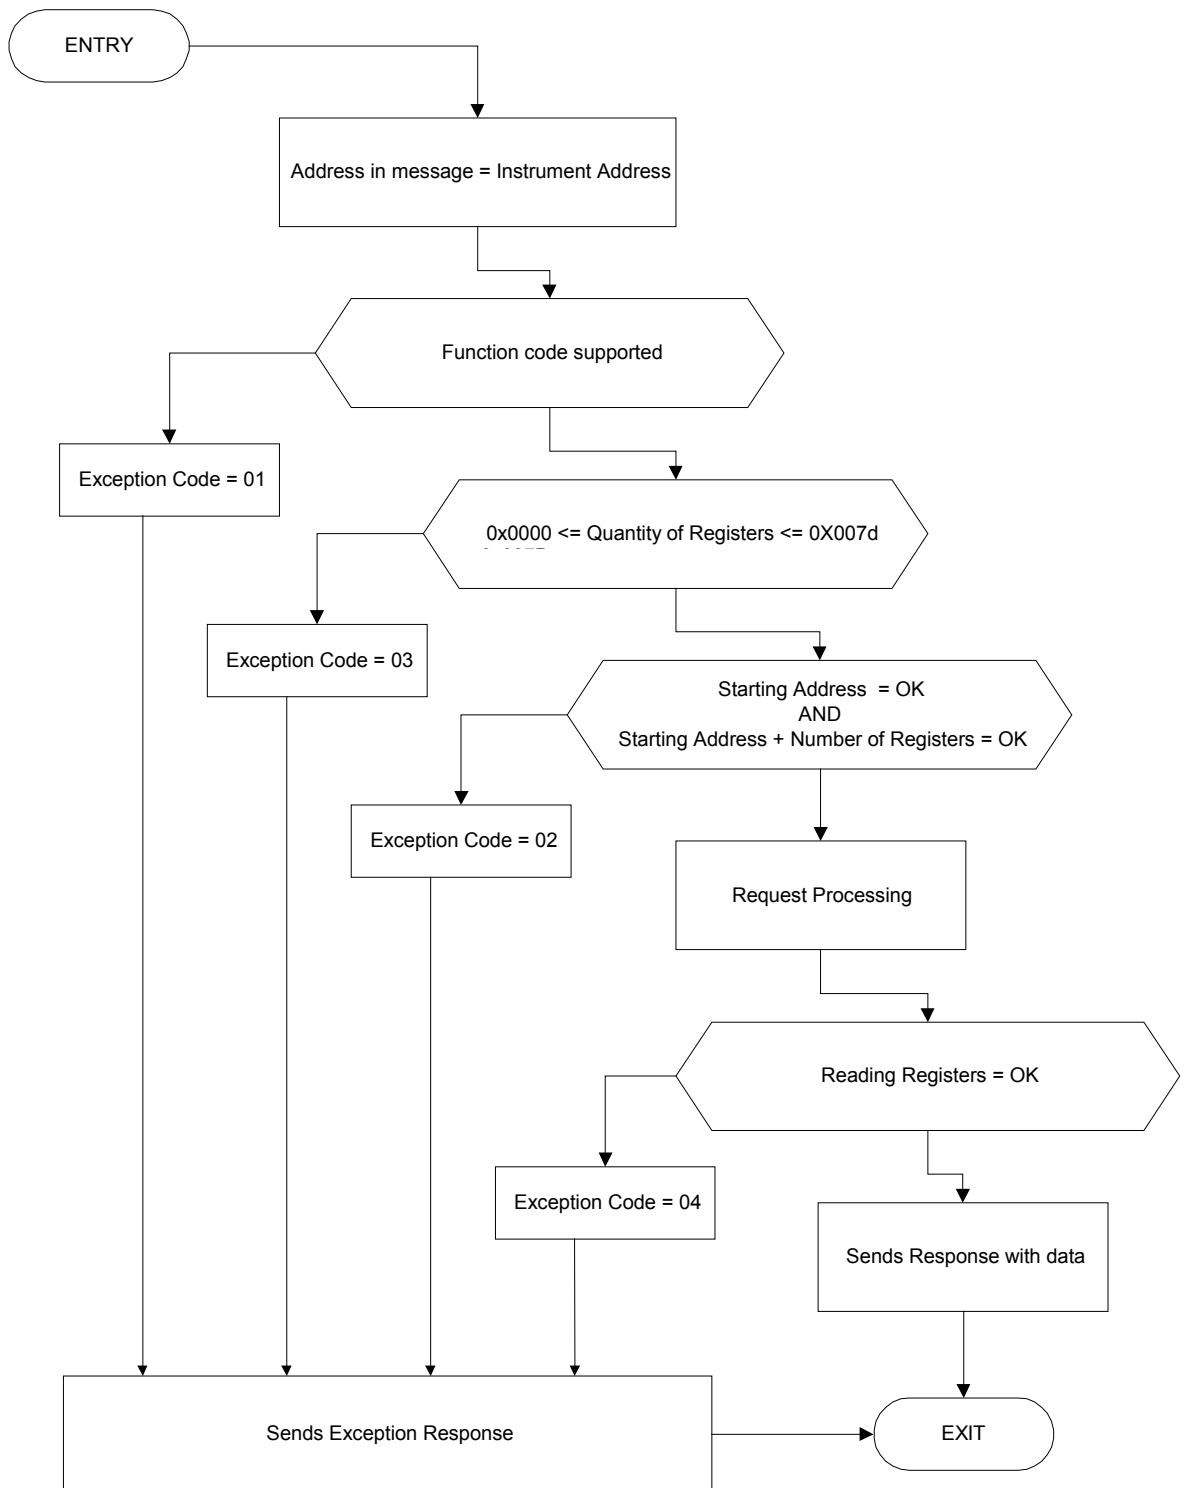 ENTRY
Address in message = Instrument Address
Function code supported
Exception Code = 01
0x0000 <= Quantity of Registers <= 0X007d
Exception Code = 03
Starting Address = OK
AND
Starting Address + Number of Registers = OK
Exception Code = 02
Request Processing
Reading Registers = OK
Exception Code = 04
Sends Response with data
Sends Exception Response
EXIT